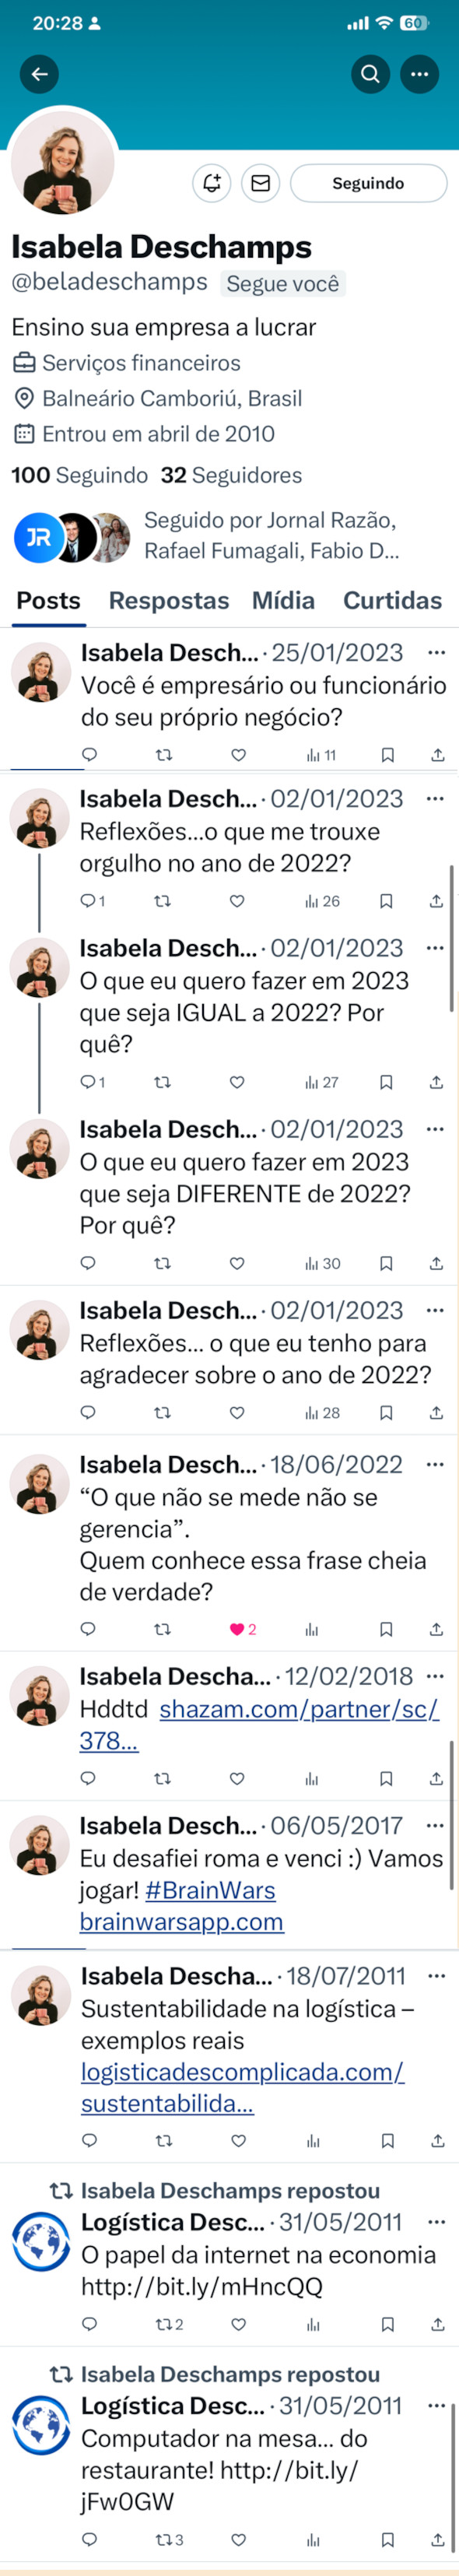 20:28
60
Seguindo
Isabela Deschamps
@beladeschamps Segue você
Ensino sua empresa a lucrar
Serviços financeiros
Balneário Camboriú, Brasil
Entrou em abril de 2010
100 Seguindo 32 Seguidores
JR
Seguido por Jornal Razão,
Rafael Fumagali, Fabio D...
Posts Respostas Mídia Curtidas
Isabela Desch... · 25/01/2023
Você é empresário ou funcionário
do seu próprio negócio?
11
Isabela Desch... · 02/01/2023
Reflexões...o que me trouxe
orgulho no ano de 2022?
1 26
Isabela Desch... · 02/01/2023
O que eu quero fazer em 2023
que seja IGUAL a 2022? Por
quê?
1 27
Isabela Desch... · 02/01/2023
O que eu quero fazer em 2023
que seja DIFERENTE de 2022?
Por quê?
30
Isabela Desch... · 02/01/2023
Reflexões... o que eu tenho para
agradecer sobre o ano de 2022?
28
Isabela Desch... · 18/06/2022
“O que não se mede não se
gerencia”.
Quem conhece essa frase cheia
de verdade?
2
Isabela Descha... · 12/02/2018
Hddtd shazam.com/partner/sc/
378...
Isabela Desch... · 06/05/2017
Eu desafiei roma e venci :) Vamos
jogar! #BrainWars
brainwarsapp.com
Isabela Descha... · 18/07/2011
Sustentabilidade na logística –
exemplos reais
logisticadescomplicada.com/
sustentabilida...
Isabela Deschamps repostou
Logística Desc... · 31/05/2011
O papel da internet na economia
http://bit.ly/mHncQQ
2
Isabela Deschamps repostou
Logística Desc... · 31/05/2011
Computador na mesa... do
restaurante! http://bit.ly/
jFw0GW
3